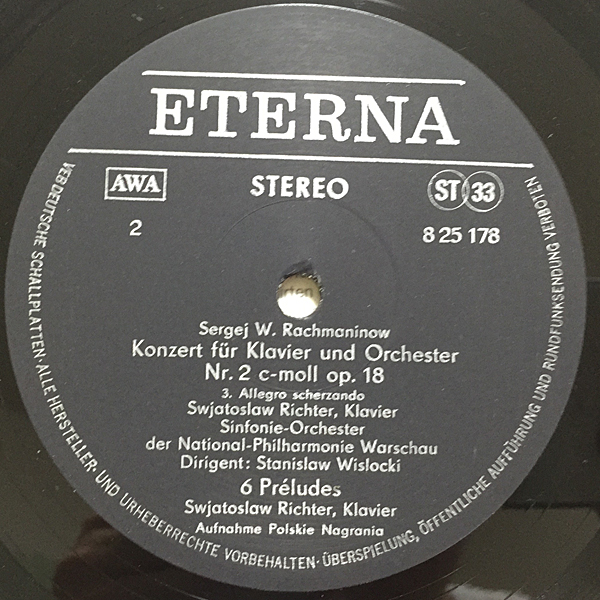 ETERNA
AWA
STEREO
ST 33
2
8 25 178
Sergej W. Rachmaninow
Konzert für Klavier und Orchester
Nr. 2 c-moll op. 18
3. Allegro scherzando
Swjatoslaw Richter, Klavier
Sinfonie-Orchester
der National-Philharmonie Warschau
Dirigent: Stanislaw Wislocki
6 Préludes
Swjatoslaw Richter, Klavier
Aufnahme Polskie Nagrania
VEB DEUTSCHE SCHALLPLATTEN · ALLE HERSTELLER- UND URHEBERRECHTE VORBEHALTEN · ÜBERSPIELUNG, ÖFFENTLICHE AUFFÜHRUNG UND RUNDFUNKSENDUNG VERBOTEN